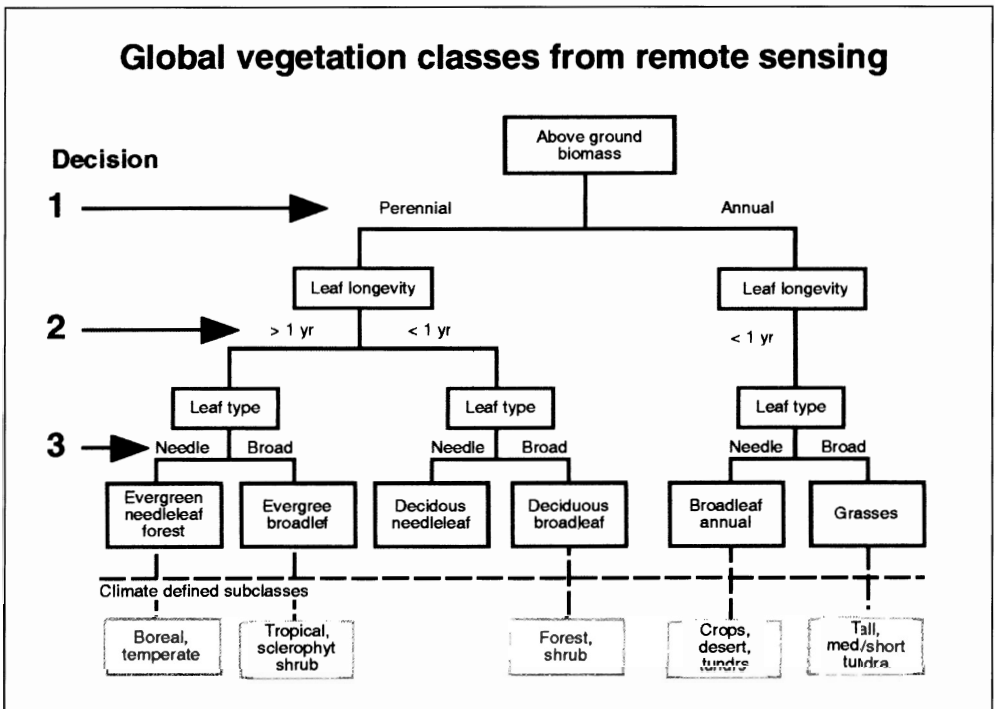 Global vegetation classes from remote sensing
Above ground
biomass
Decision
1
Perennial
Annual
Leaf longevity
Leaf longevity
2
> 1 yr
< 1 yr
< 1 yr
Leaf type
Leaf type
Leaf type
3
Needle
Broad
Needle
Broad
Needle
Broad
Evergreen
needleleaf
forest
Evergree
broadlef
Decidous
needleleaf
Deciduous
broadleaf
Broadleaf
annual
Grasses
Climate defined subclasses
Boreal,
temperate
Tropical,
sclerophyt
shrub
Forest,
shrub
Crops,
desert,
tundrs
Tall,
med/short
tundra